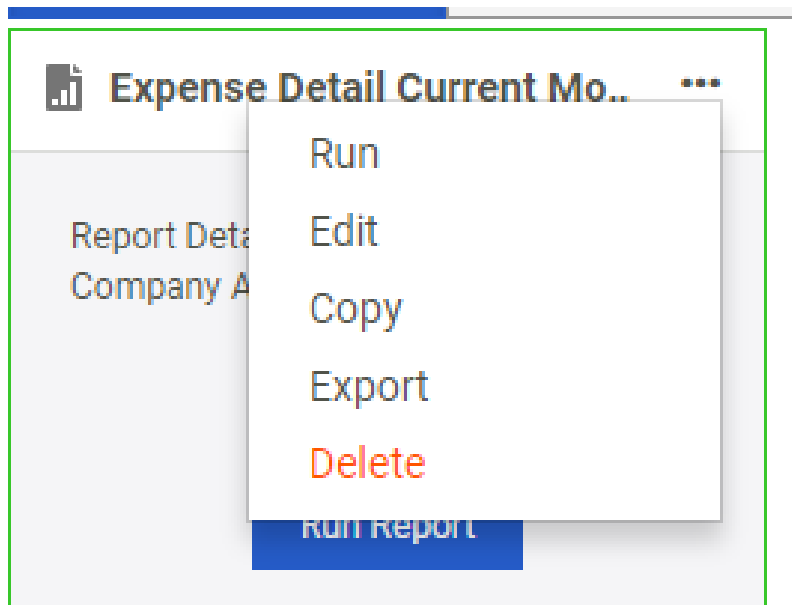 Expense Detail Current Mo..
•••
Run
Report Deta
Edit
Company A
Copy
Export
Delete
Run Report